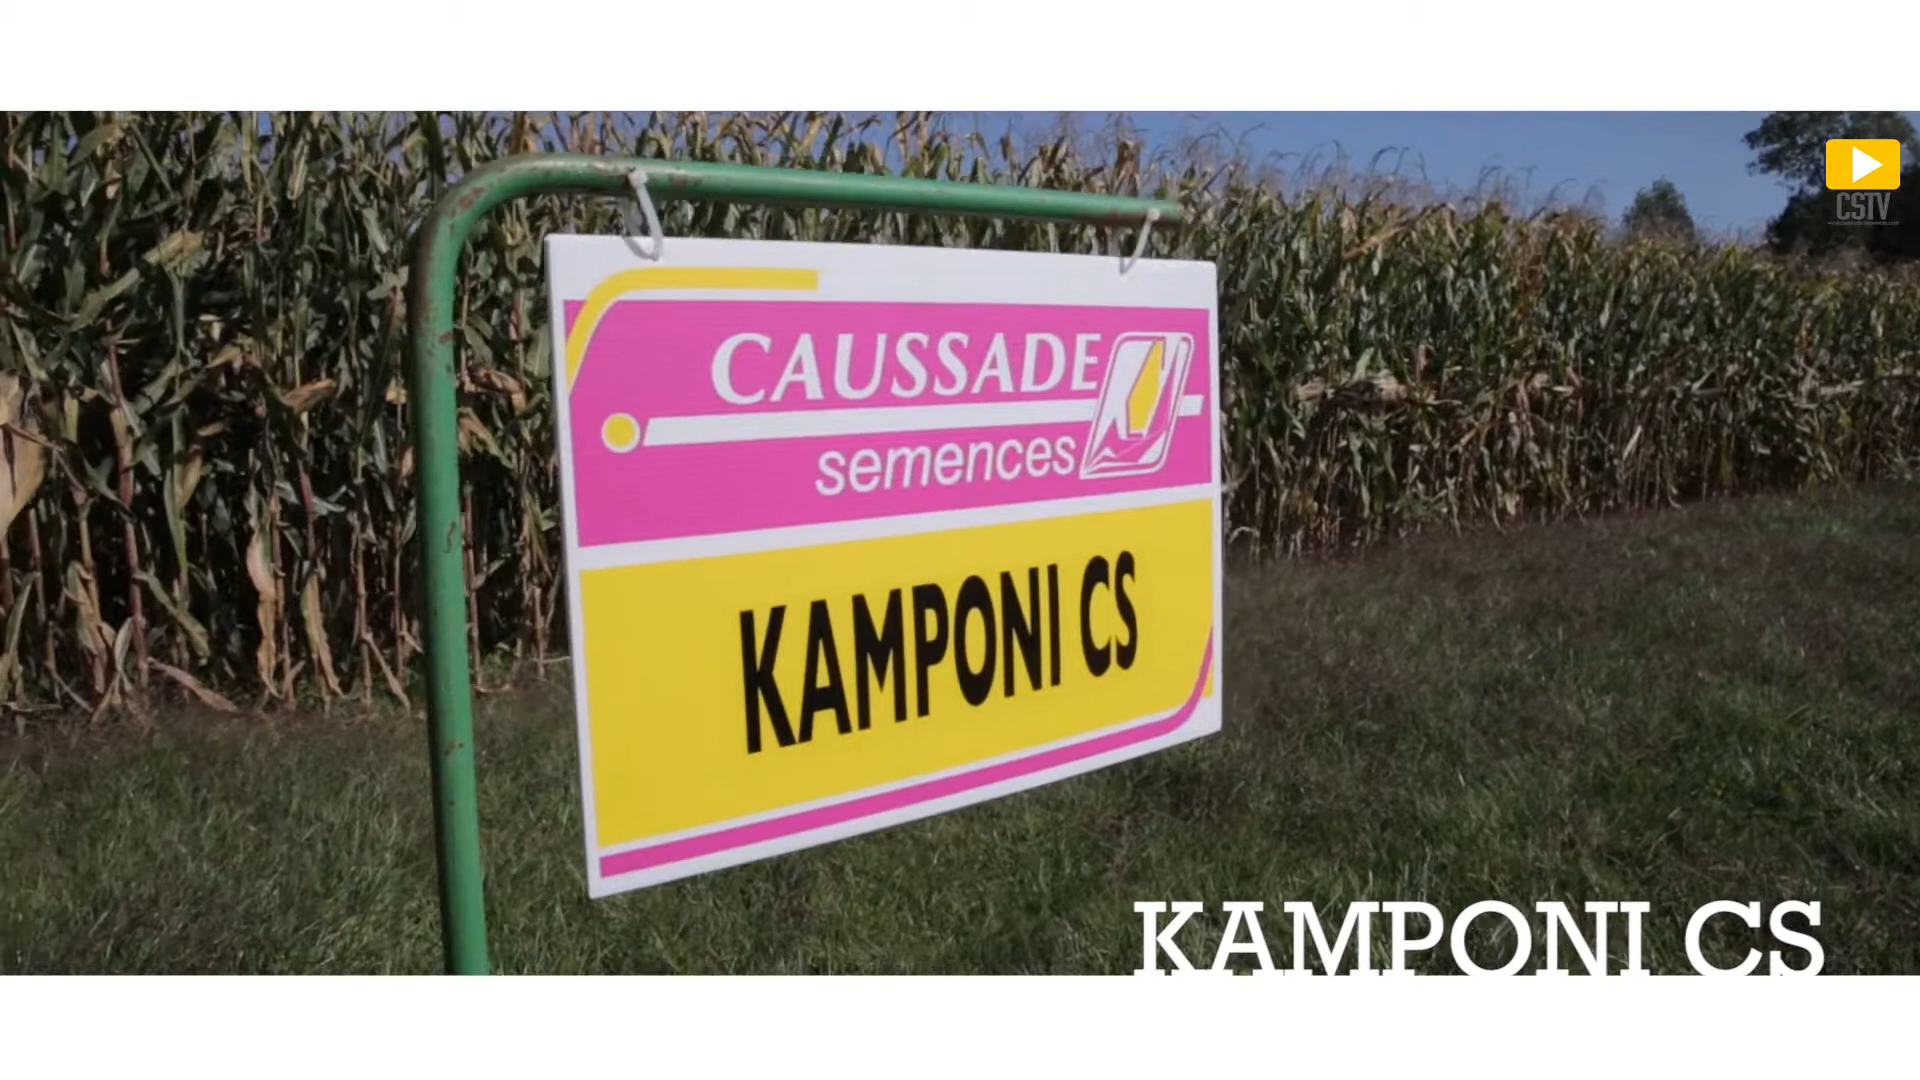 CSTV
CAUSSADE
semences
KAMPONI CS
KAMPONI CS